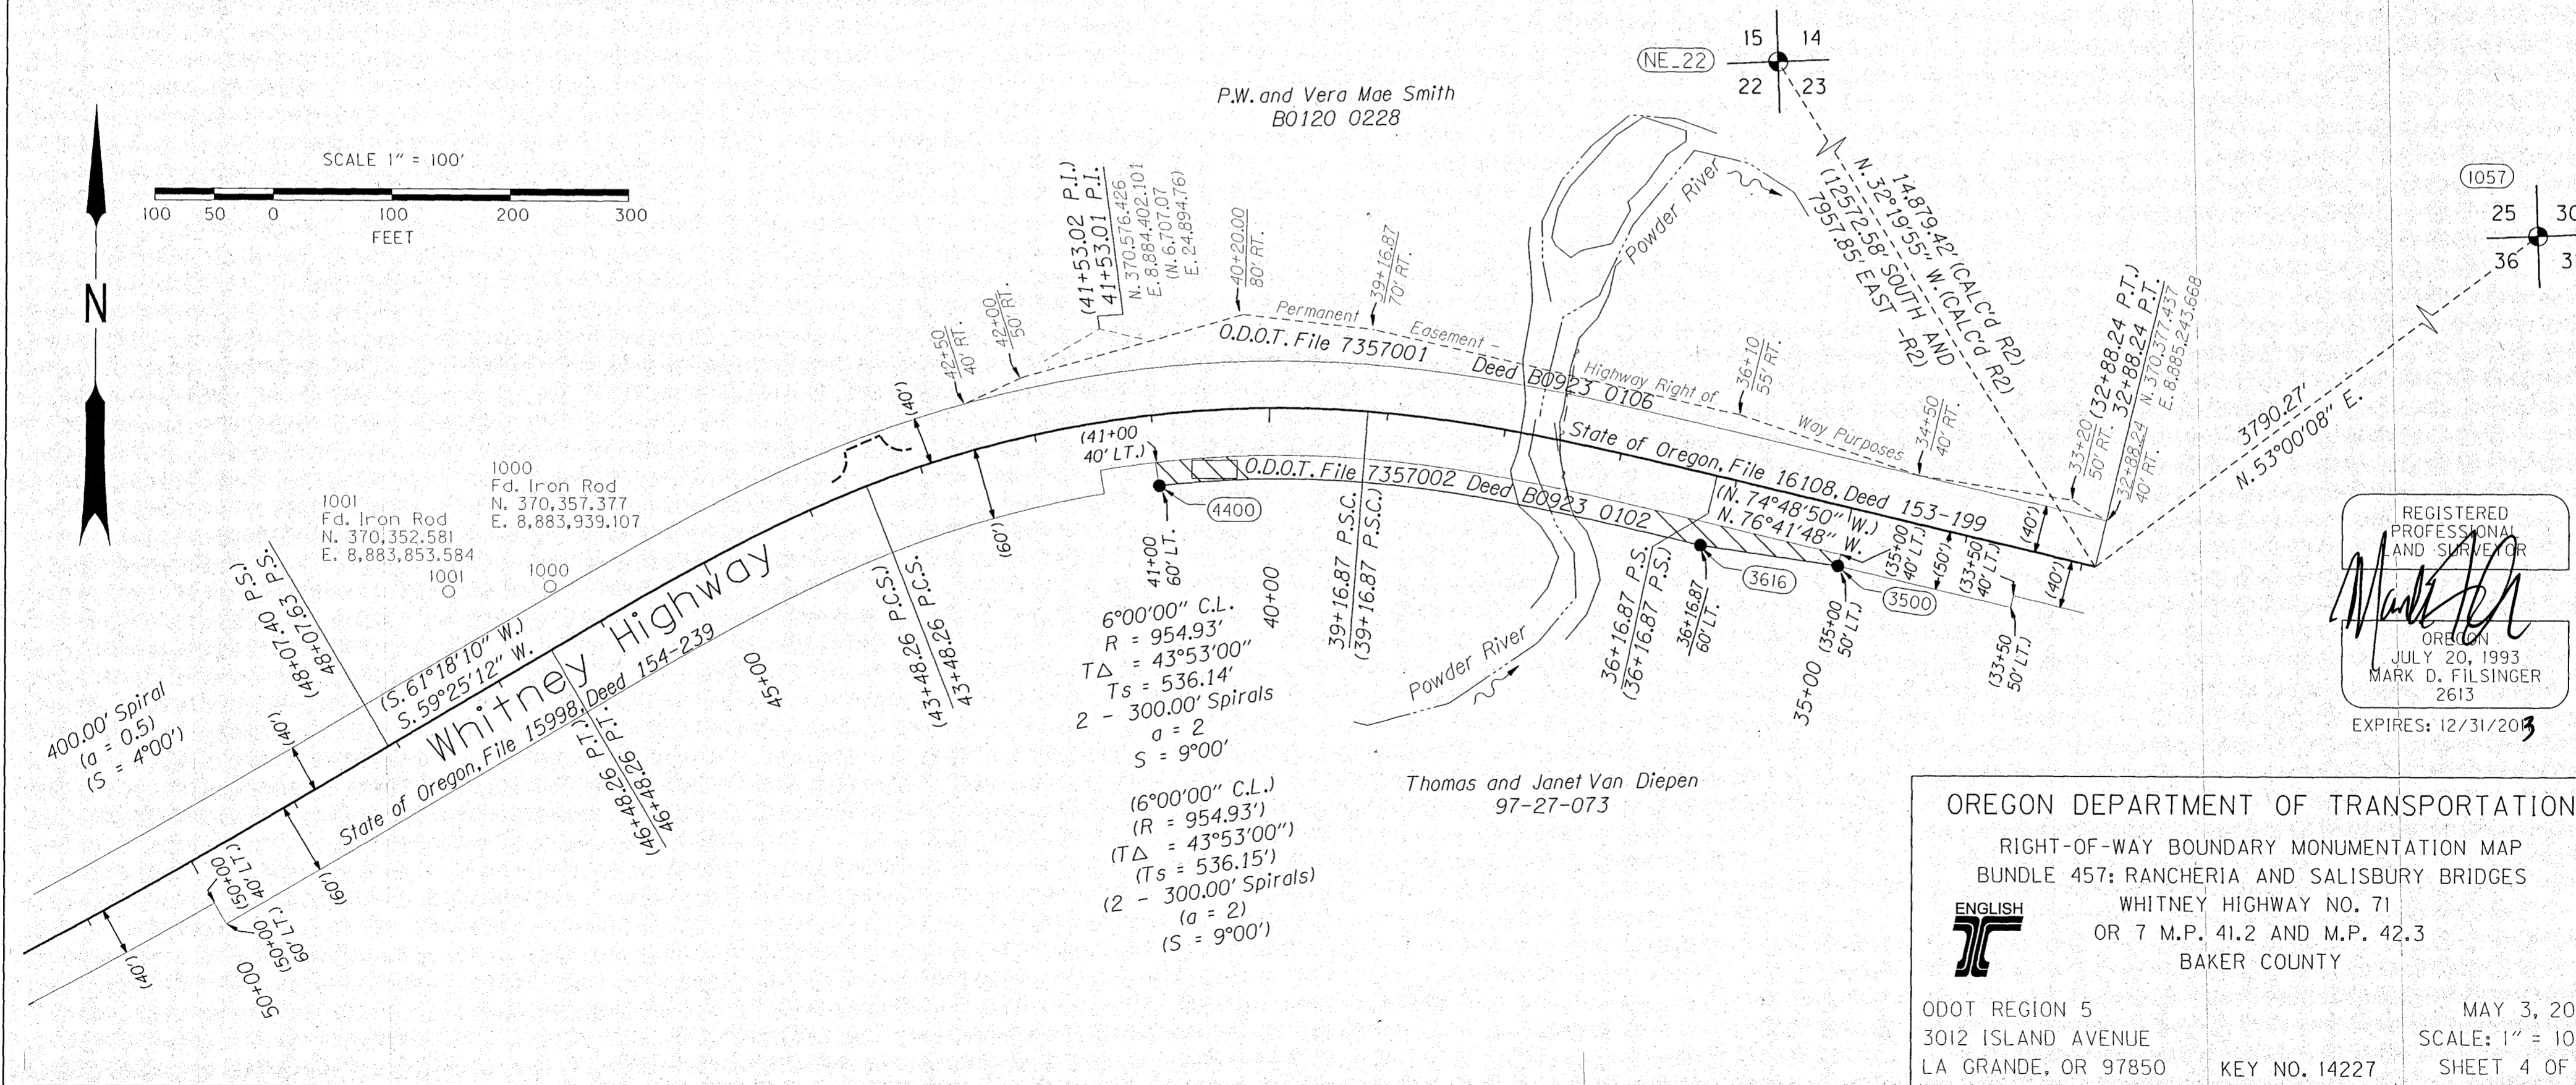 15 14
22 23
NE_22
P.W. and Vera Mae Smith
B0120 0228
SCALE 1" = 100'
100 50 0 100 200 300
FEET
N
1057
25 30
36
(41+53.02 P.I.)
41+53.01 P.I.
N. 370,576.426
E. 8,884,402.101
(N. 6,707.07
E. 24,894.76)
42+50
40' RT.
42+00
50' RT.
40+20.00
80' RT.
39+16.87
70' RT.
Permanent Easement -
Highway Right of
Way Purposes
O.D.O.T. File 7357001
Deed B0923 0106
36+10
55' RT.
34+50
40' RT.
33+20
50' RT.
(32+88.24 P.T.)
32+88.24 P.T.
N. 370,377.437
E. 8,885,243.668
32+88.24
40' RT.
14,879.42' (CALC'd R2)
N. 32°19'55" W. (CALC'd R2)
(12572.58' SOUTH AND
7957.85' EAST -R2)
Powder River
3790.27'
N. 53°00'08" E.
1001
Fd. Iron Rod
N. 370,352.581
E. 8,883,853.584
1001
1000
Fd. Iron Rod
N. 370,357.377
E. 8,883,939.107
1000
(40')
(41+00
40' LT.)
O.D.O.T. File 7357002 Deed B0923 0102
State of Oregon, File 16108, Deed 153-199
(N. 74°48'50" W.)
N. 76°41'48" W.
4400
41+00
60' LT.
40+00
39+16.87 P.S.C.
(39+16.87 P.S.C.)
36+16.87 P.S.
(36+16.87 P.S.)
36+16.87
60' LT.
3616
35+00
(35+00
50' LT.)
(35+00
40' LT.)
3500
(50')
(33+50
40' LT.)
(33+50
50' LT.)
(40')
(40')
(60')
Powder River
(48+07.40 P.S.)
48+07.63 P.S.
(S. 61°18'10" W.)
S. 59°25'12" W.
Whitney Highway
State of Oregon, File 15998, Deed 154-239
45+00
(43+48.26 P.C.S.)
43+48.26 P.C.S.
(46+48.26 P.T.)
46+48.26 P.T.
400.00' Spiral
(a = 0.5)
(S = 4°00')
(40')
(60')
(40')
(50+00
40' LT.)
(50+00
60' LT.)
50+00
6°00'00" C.L.
R = 954.93'
T∆ = 43°53'00"
Ts = 536.14'
2 - 300.00' Spirals
a = 2
S = 9°00'
(6°00'00" C.L.)
(R = 954.93')
(T∆ = 43°53'00")
(Ts = 536.15')
(2 - 300.00' Spirals)
(a = 2)
(S = 9°00')
Thomas and Janet Van Diepen
97-27-073
REGISTERED
PROFESSIONAL
LAND SURVEYOR
OREGON
JULY 20, 1993
MARK D. FILSINGER
2613
EXPIRES: 12/31/2013
OREGON DEPARTMENT OF TRANSPORTATION
RIGHT-OF-WAY BOUNDARY MONUMENTATION MAP
BUNDLE 457: RANCHERIA AND SALISBURY BRIDGES
ENGLISH
WHITNEY HIGHWAY NO. 71
OR 7 M.P. 41.2 AND M.P. 42.3
BAKER COUNTY
ODOT REGION 5
3012 ISLAND AVENUE
LA GRANDE, OR 97850
KEY NO. 14227
MAY 3, 20
SCALE: 1" = 10
SHEET 4 OF